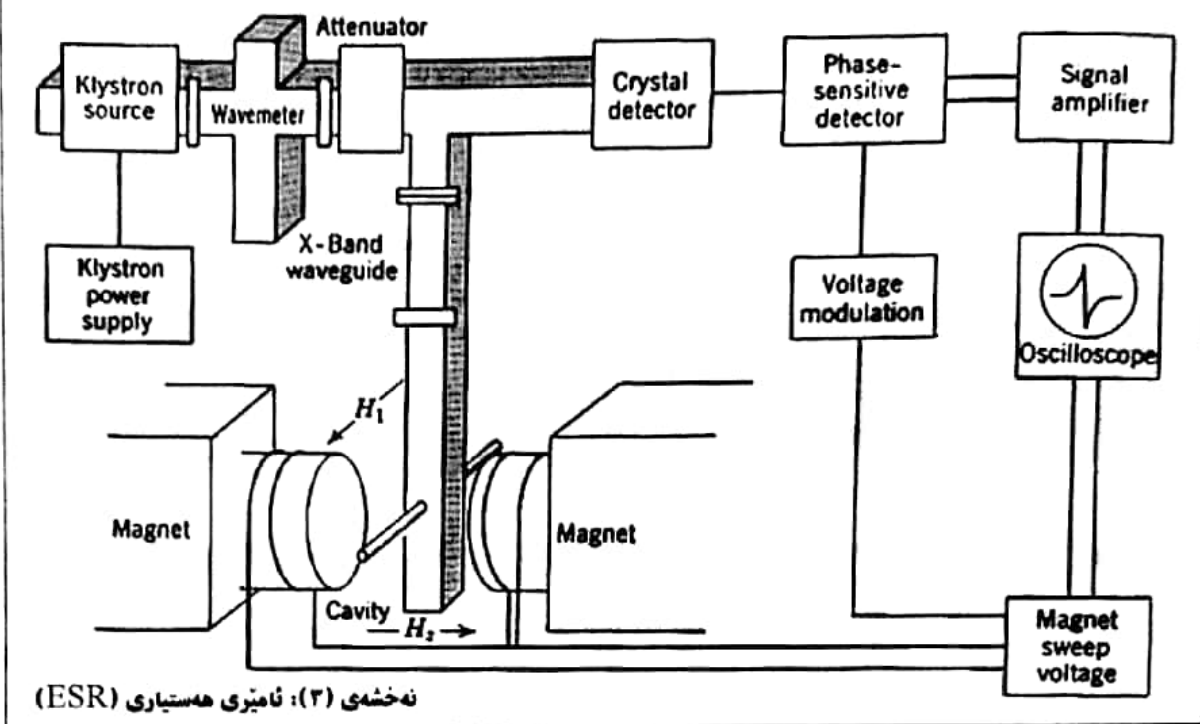 Attenuator
Klystron
source
Wavemeter
Crystal
detector
Phase-
sensitive
detector
Signal
amplifier
X-Band
waveguide
Klystron
power
supply
Voltage
modulation
Oscilloscope
H₁
Magnet
Magnet
Cavity
H₂
Magnet
sweep
voltage
نەخشەی (٣): ئامێری هەستیاری (ESR)